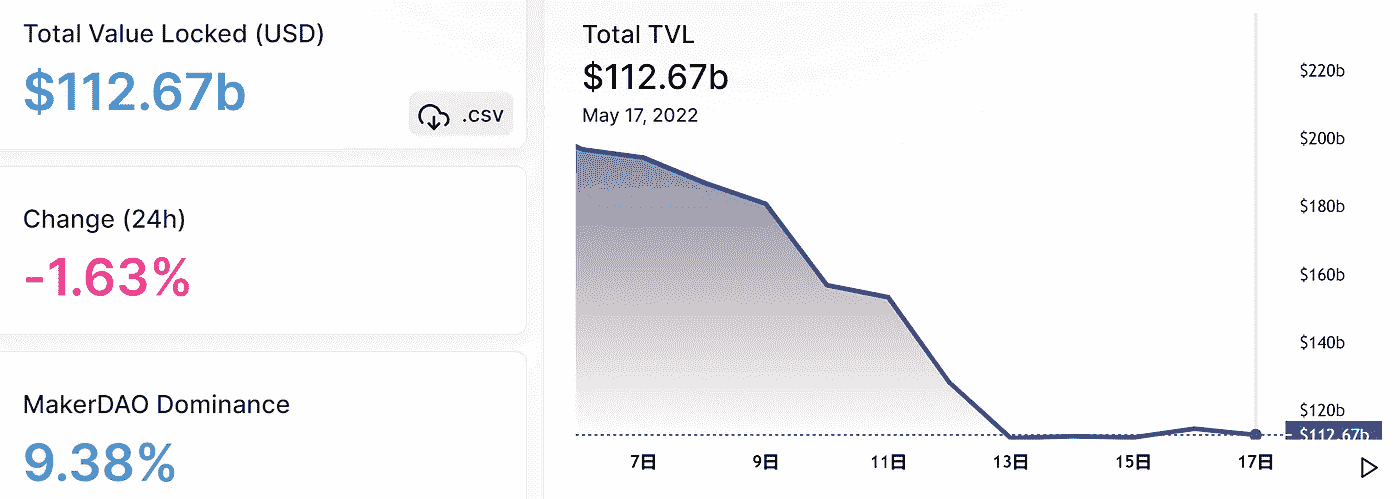 Total Value Locked (USD)
$112.67b
.csv
Change (24h)
-1.63%
MakerDAO Dominance
9.38%
Total TVL
$112.67b
May 17, 2022
$220b
$200b
$180b
$160b
$140b
$120b
$112.67b
7日 9日 11日 13日 15日 17日